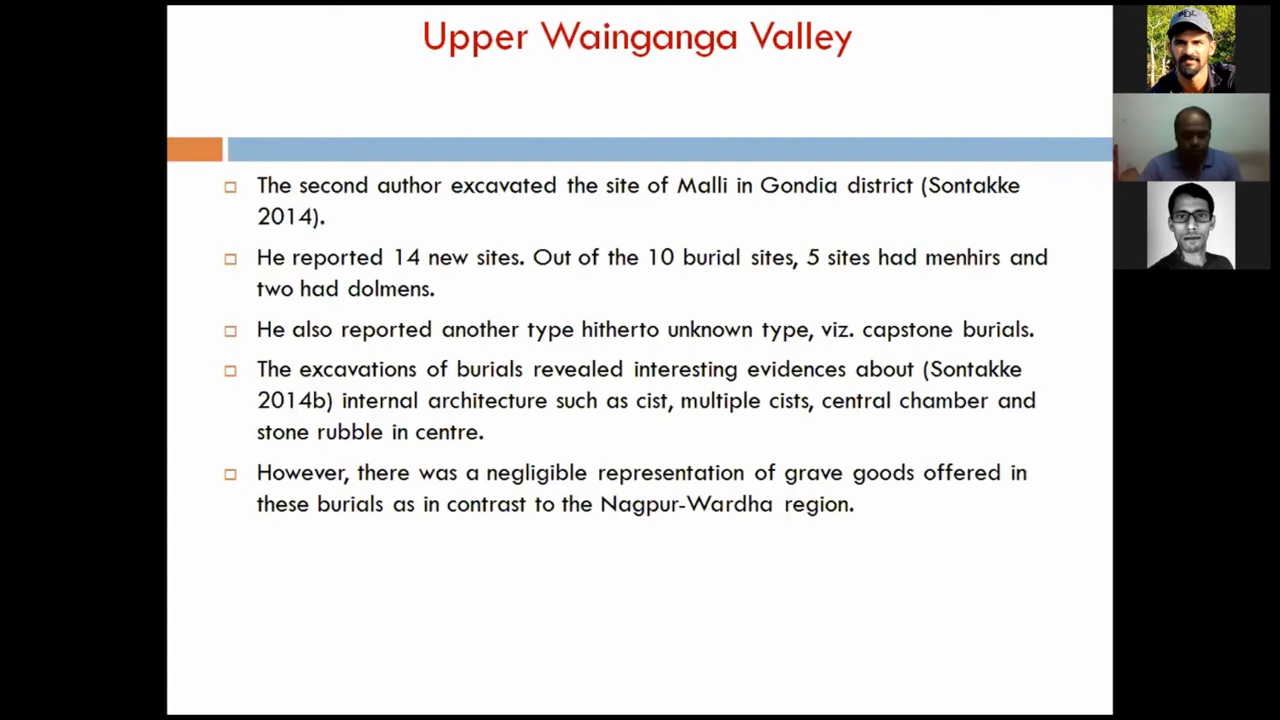 Upper Wainganga Valley
The second author excavated the site of Malli in Gondia district (Sontakke
2014).
He reported 14 new sites. Out of the 10 burial sites, 5 sites had menhirs and
two had dolmens.
He also reported another type hitherto unknown type, viz. capstone burials.
The excavations of burials revealed interesting evidences about (Sontakke
2014b) internal architecture such as cist, multiple cists, central chamber and
stone rubble in centre.
However, there was a negligible representation of grave goods offered in
these burials as in contrast to the Nagpur-Wardha region.